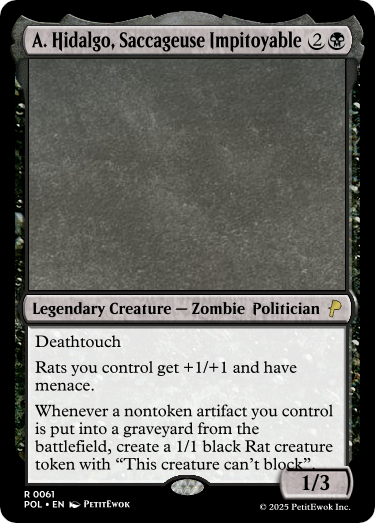 A. Hidalgo, Saccageuse Impitoyable 2
Legendary Creature — Zombie Politician
Deathtouch
Rats you control get +1/+1 and have
menace.
Whenever a nontoken artifact you control
is put into a graveyard from the
battlefield, create a 1/1 black Rat creature
token with “This creature can’t block”.
1/3
R 0061
POL • EN PetitEwok
© 2025 PetitEwok Inc.